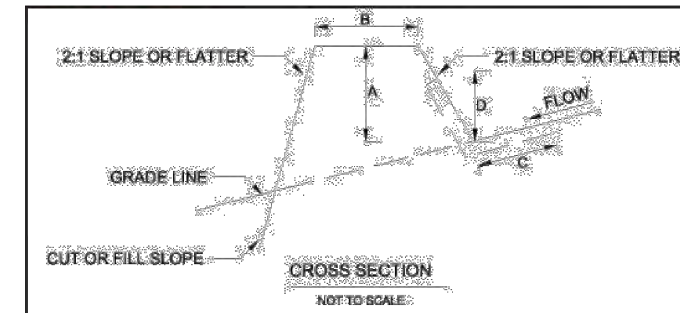 B
2:1 SLOPE OR FLATTER
2:1 SLOPE OR FLATTER
A
D
FLOW
C
GRADE LINE
CUT OR FILL SLOPE
CROSS SECTION
NOT TO SCALE